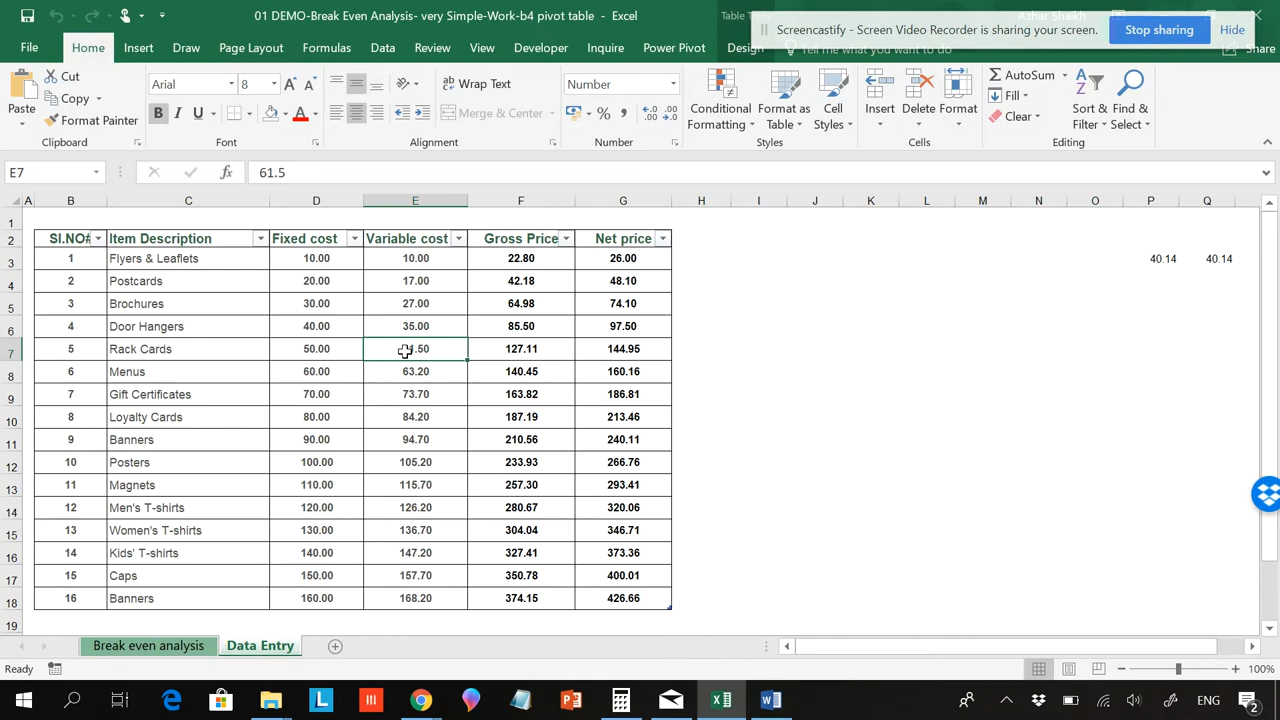 01 DEMO-Break Even Analysis- very Simple-Work-b4 pivot table - Excel
Table Tools
Azhar Shaikh
Screencastify - Screen Video Recorder is sharing your screen.
Stop sharing
Hide
File Home Insert Draw Page Layout Formulas Data Review View Developer Inquire Power Pivot Design Tell me what you want to do Share
Paste
Cut
Copy
Format Painter
Clipboard
Arial 8
B I U
Font
Wrap Text
Merge & Center
Alignment
Number
% ,
Number
Conditional Formatting
Format as Table
Cell Styles
Styles
Insert Delete Format
Cells
AutoSum
Fill
Clear
Sort & Filter
Find & Select
Editing
E7 fx 61.5
A B C D E F G H I J K L M N O P Q
1
2 Sl.NO# Item Description Fixed cost Variable cost Gross Price Net price
3 1 Flyers & Leaflets 10.00 10.00 22.80 26.00 40.14 40.14
4 2 Postcards 20.00 17.00 42.18 48.10
5 3 Brochures 30.00 27.00 64.98 74.10
6 4 Door Hangers 40.00 35.00 85.50 97.50
7 5 Rack Cards 50.00 .50 127.11 144.95
8 6 Menus 60.00 63.20 140.45 160.16
9 7 Gift Certificates 70.00 73.70 163.82 186.81
10 8 Loyalty Cards 80.00 84.20 187.19 213.46
11 9 Banners 90.00 94.70 210.56 240.11
12 10 Posters 100.00 105.20 233.93 266.76
13 11 Magnets 110.00 115.70 257.30 293.41
14 12 Men's T-shirts 120.00 126.20 280.67 320.06
15 13 Women's T-shirts 130.00 136.70 304.04 346.71
16 14 Kids' T-shirts 140.00 147.20 327.41 373.36
17 15 Caps 150.00 157.70 350.78 400.01
18 16 Banners 160.00 168.20 374.15 426.66
19
Break even analysis Data Entry
Ready 100%
ENG 2